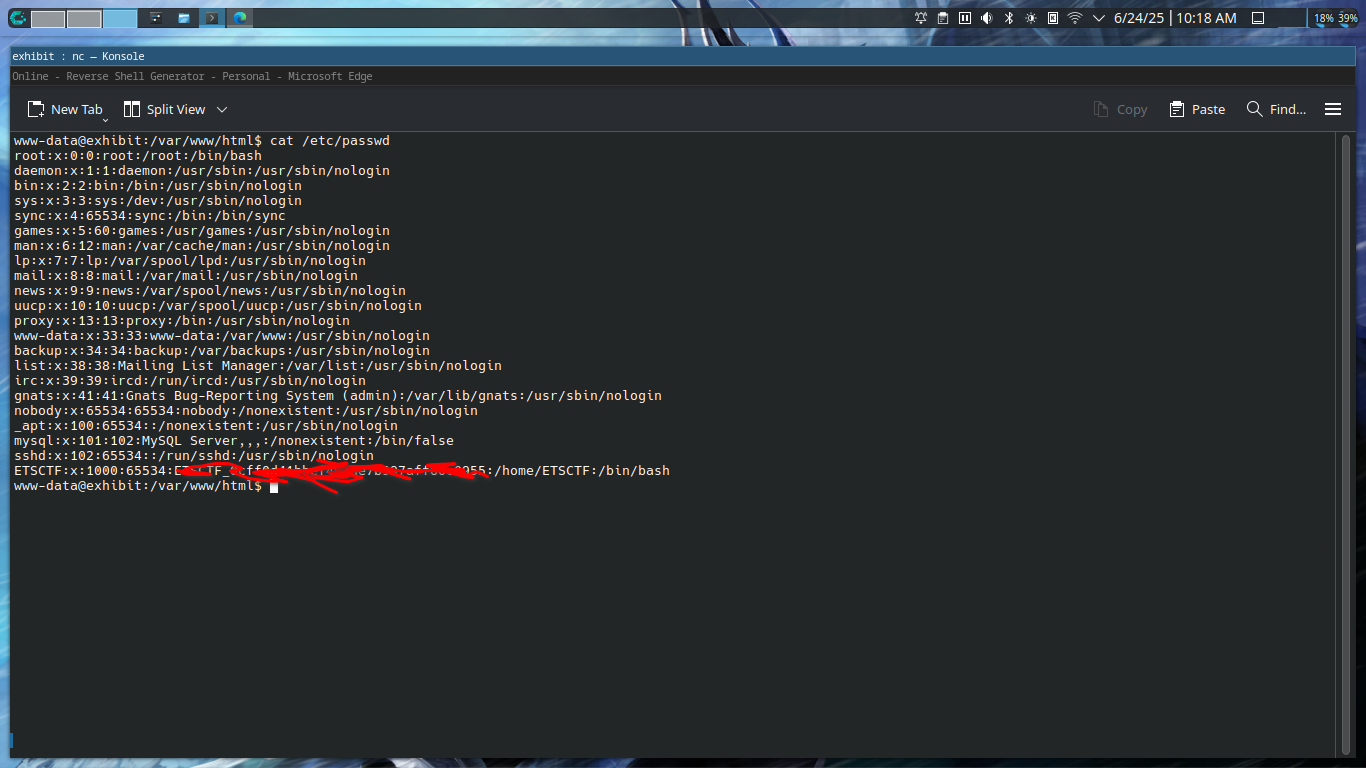 6/24/25 | 10:18 AM 18% 39%
exhibit : nc — Konsole
Online - Reverse Shell Generator - Personal - Microsoft Edge
New Tab Split View Copy Paste Find...
www-data@exhibit:/var/www/html$ cat /etc/passwd
root:x:0:0:root:/root:/bin/bash
daemon:x:1:1:daemon:/usr/sbin:/usr/sbin/nologin
bin:x:2:2:bin:/bin:/usr/sbin/nologin
sys:x:3:3:sys:/dev:/usr/sbin/nologin
sync:x:4:65534:sync:/bin:/bin/sync
games:x:5:60:games:/usr/games:/usr/sbin/nologin
man:x:6:12:man:/var/cache/man:/usr/sbin/nologin
lp:x:7:7:lp:/var/spool/lpd:/usr/sbin/nologin
mail:x:8:8:mail:/var/mail:/usr/sbin/nologin
news:x:9:9:news:/var/spool/news:/usr/sbin/nologin
uucp:x:10:10:uucp:/var/spool/uucp:/usr/sbin/nologin
proxy:x:13:13:proxy:/bin:/usr/sbin/nologin
www-data:x:33:33:www-data:/var/www:/usr/sbin/nologin
backup:x:34:34:backup:/var/backups:/usr/sbin/nologin
list:x:38:38:Mailing List Manager:/var/list:/usr/sbin/nologin
irc:x:39:39:ircd:/run/ircd:/usr/sbin/nologin
gnats:x:41:41:Gnats Bug-Reporting System (admin):/var/lib/gnats:/usr/sbin/nologin
nobody:x:65534:65534:nobody:/nonexistent:/usr/sbin/nologin
_apt:x:100:65534::/nonexistent:/usr/sbin/nologin
mysql:x:101:102:MySQL Server,,,:/nonexistent:/bin/false
sshd:x:102:65534::/run/sshd:/usr/sbin/nologin
ETSCTF:x:1000:65534: :/home/ETSCTF:/bin/bash
www-data@exhibit:/var/www/html$